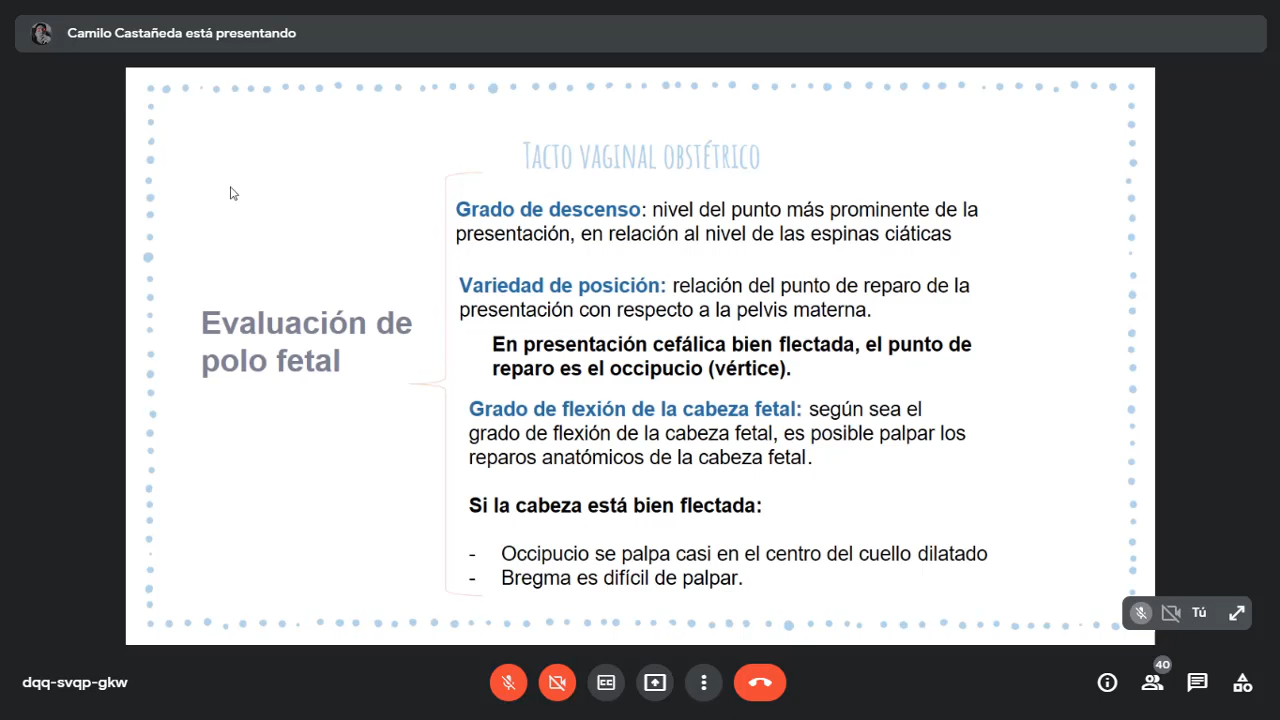 Camilo Castañeda está presentando
Tacto vaginal obstétrico
Grado de descenso: nivel del punto más prominente de la
presentación, en relación al nivel de las espinas ciáticas
Variedad de posición: relación del punto de reparo de la
presentación con respecto a la pelvis materna.
Evaluación de
polo fetal
En presentación cefálica bien flectada, el punto de
reparo es el occipucio (vértice).
Grado de flexión de la cabeza fetal: según sea el
grado de flexión de la cabeza fetal, es posible palpar los
reparos anatómicos de la cabeza fetal.
Si la cabeza está bien flectada:
- Occipucio se palpa casi en el centro del cuello dilatado
- Bregma es difícil de palpar.
Tú
dqq-svqp-gkw
CC
40